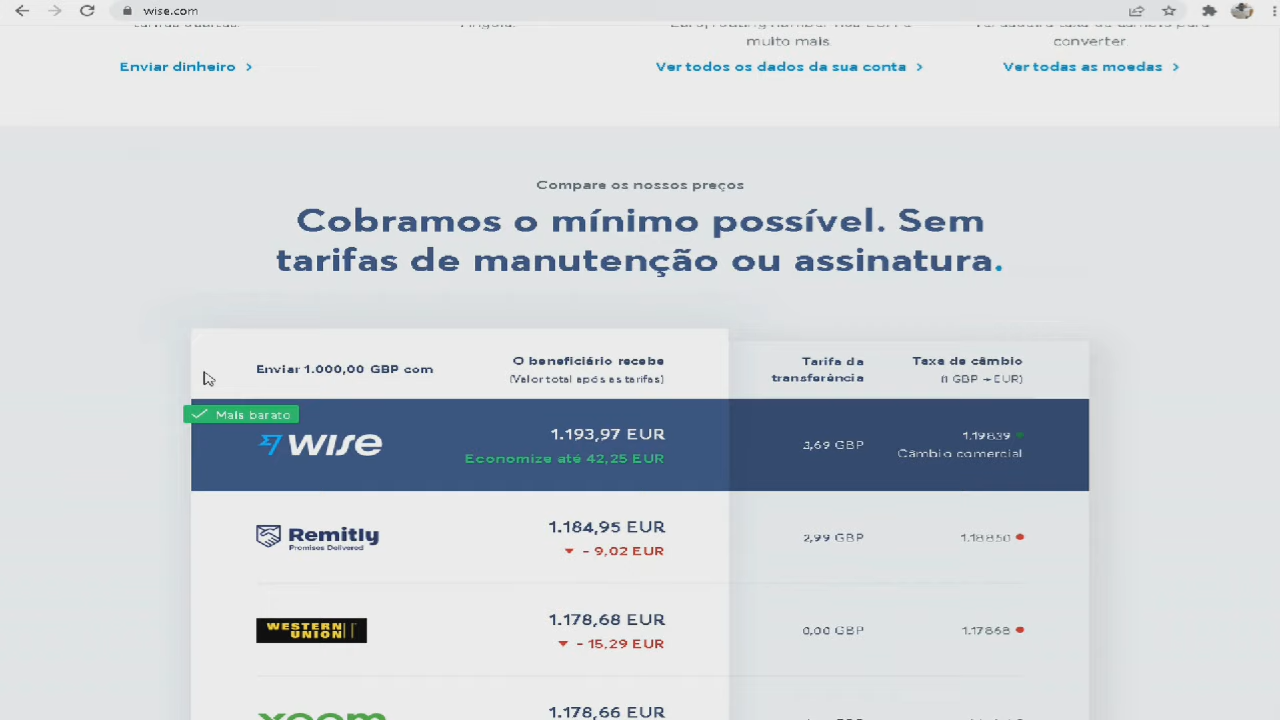 wise.com
muito mais
converter
Enviar dinheiro
Ver todos os dados da sua conta
Ver todas as moedas
Compare os nossos preços
Cobramos o mínimo possível. Sem
tarifas de manutenção ou assinatura.
Enviar 1.000,00 GBP com
O beneficiário recebe
(Valor total após as tarifas)
Tarifa da
transferência
Taxa de câmbio
(1 GBP → EUR)
Mais barato
WISE
1.193,97 EUR
Economize até 42,25 EUR
3,69 GBP
1.19839
Câmbio comercial
Remitly
Promises Delivered
1.184,95 EUR
- 9,02 EUR
2,99 GBP
1.18850
WESTERN
UNION
1.178,68 EUR
- 15,29 EUR
0,00 GBP
1.17868
xoom
1.178,66 EUR